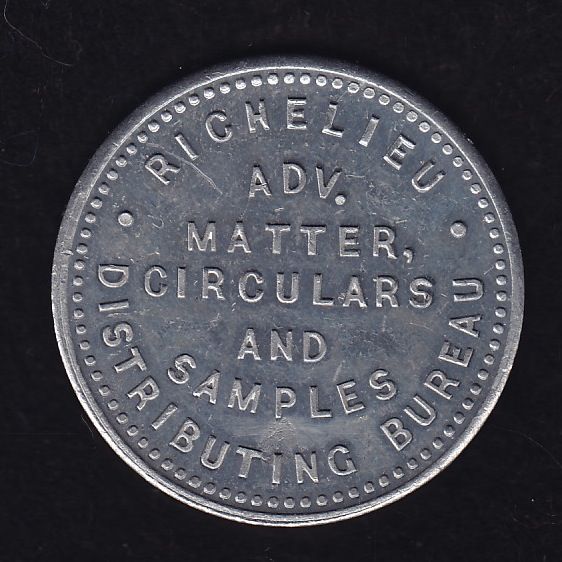 RICHELIEU
ADV.
MATTER,
CIRCULARS
AND
SAMPLES
DISTRIBUTING BUREAU